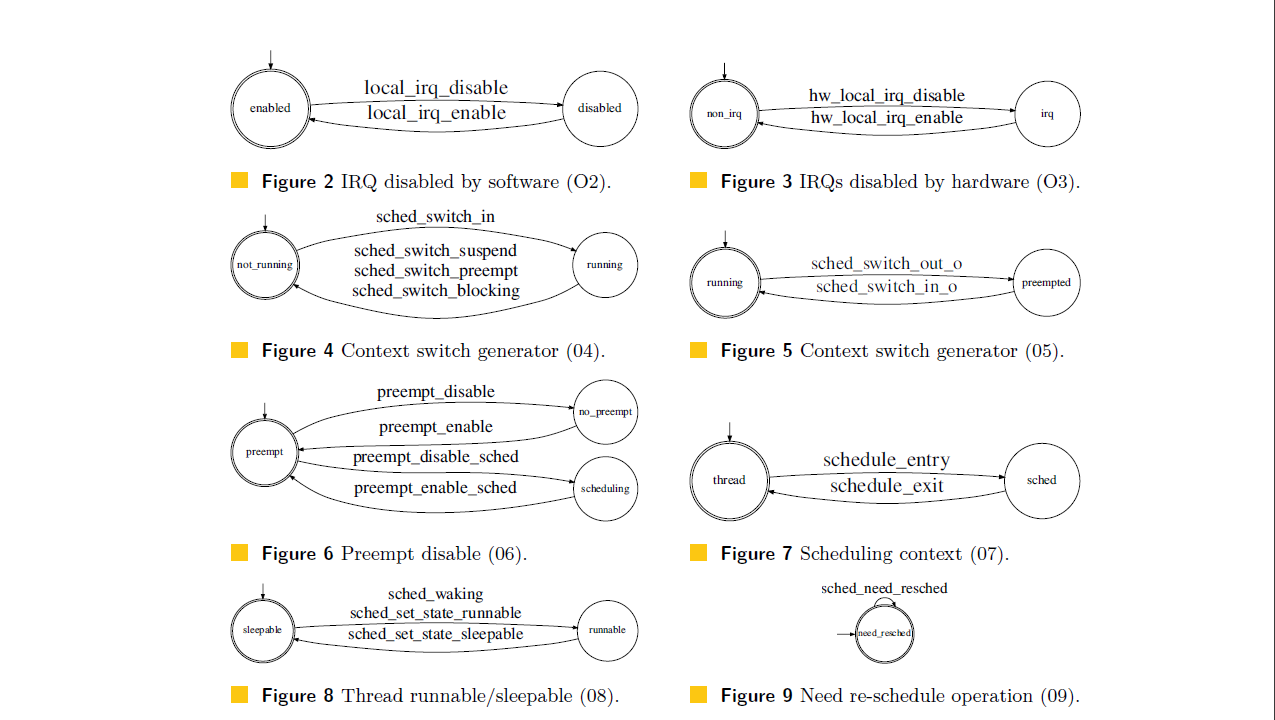 enabled
local_irq_disable
local_irq_enable
disabled
Figure 2 IRQ disabled by software (O2).
non_irq
hw_local_irq_disable
hw_local_irq_enable
irq
Figure 3 IRQs disabled by hardware (O3).
not_running
sched_switch_in
sched_switch_suspend
sched_switch_preempt
sched_switch_blocking
running
Figure 4 Context switch generator (04).
running
sched_switch_out_o
sched_switch_in_o
preempted
Figure 5 Context switch generator (05).
preempt
preempt_disable
preempt_enable
preempt_disable_sched
preempt_enable_sched
no_preempt
scheduling
Figure 6 Preempt disable (06).
thread
schedule_entry
schedule_exit
sched
Figure 7 Scheduling context (07).
sleepable
sched_waking
sched_set_state_runnable
sched_set_state_sleepable
runnable
Figure 8 Thread runnable/sleepable (08).
sched_need_resched
need_resched
Figure 9 Need re-schedule operation (09).